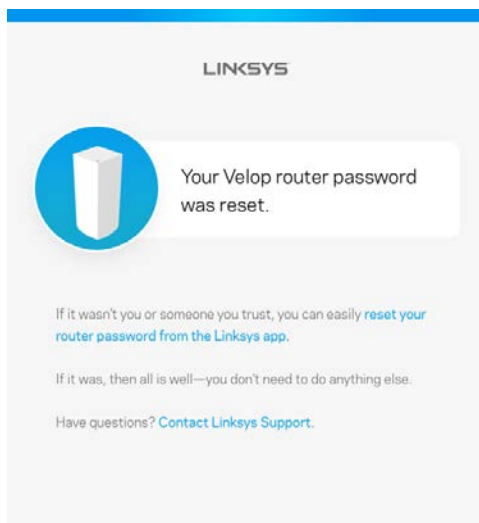 LINKSYS
Your Velop router password
was reset.
If it wasn't you or someone you trust, you can easily reset your
router password from the Linksys app.
If it was, then all is well—you don't need to do anything else.
Have questions? Contact Linksys Support.